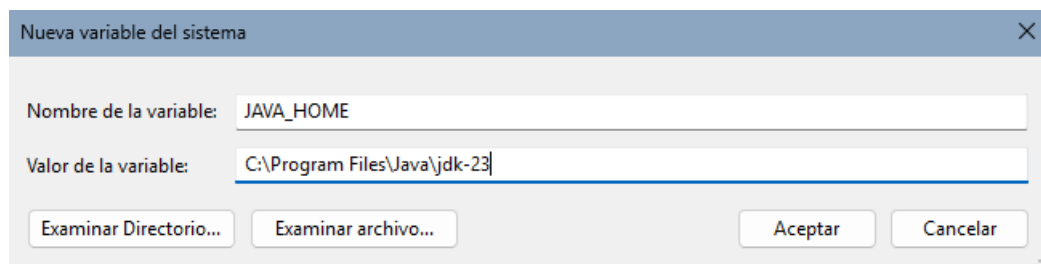 Nueva variable del sistema
Nombre de la variable: JAVA_HOME
Valor de la variable: C:\Program Files\Java\jdk-23
Examinar Directorio... Examinar archivo... Aceptar Cancelar